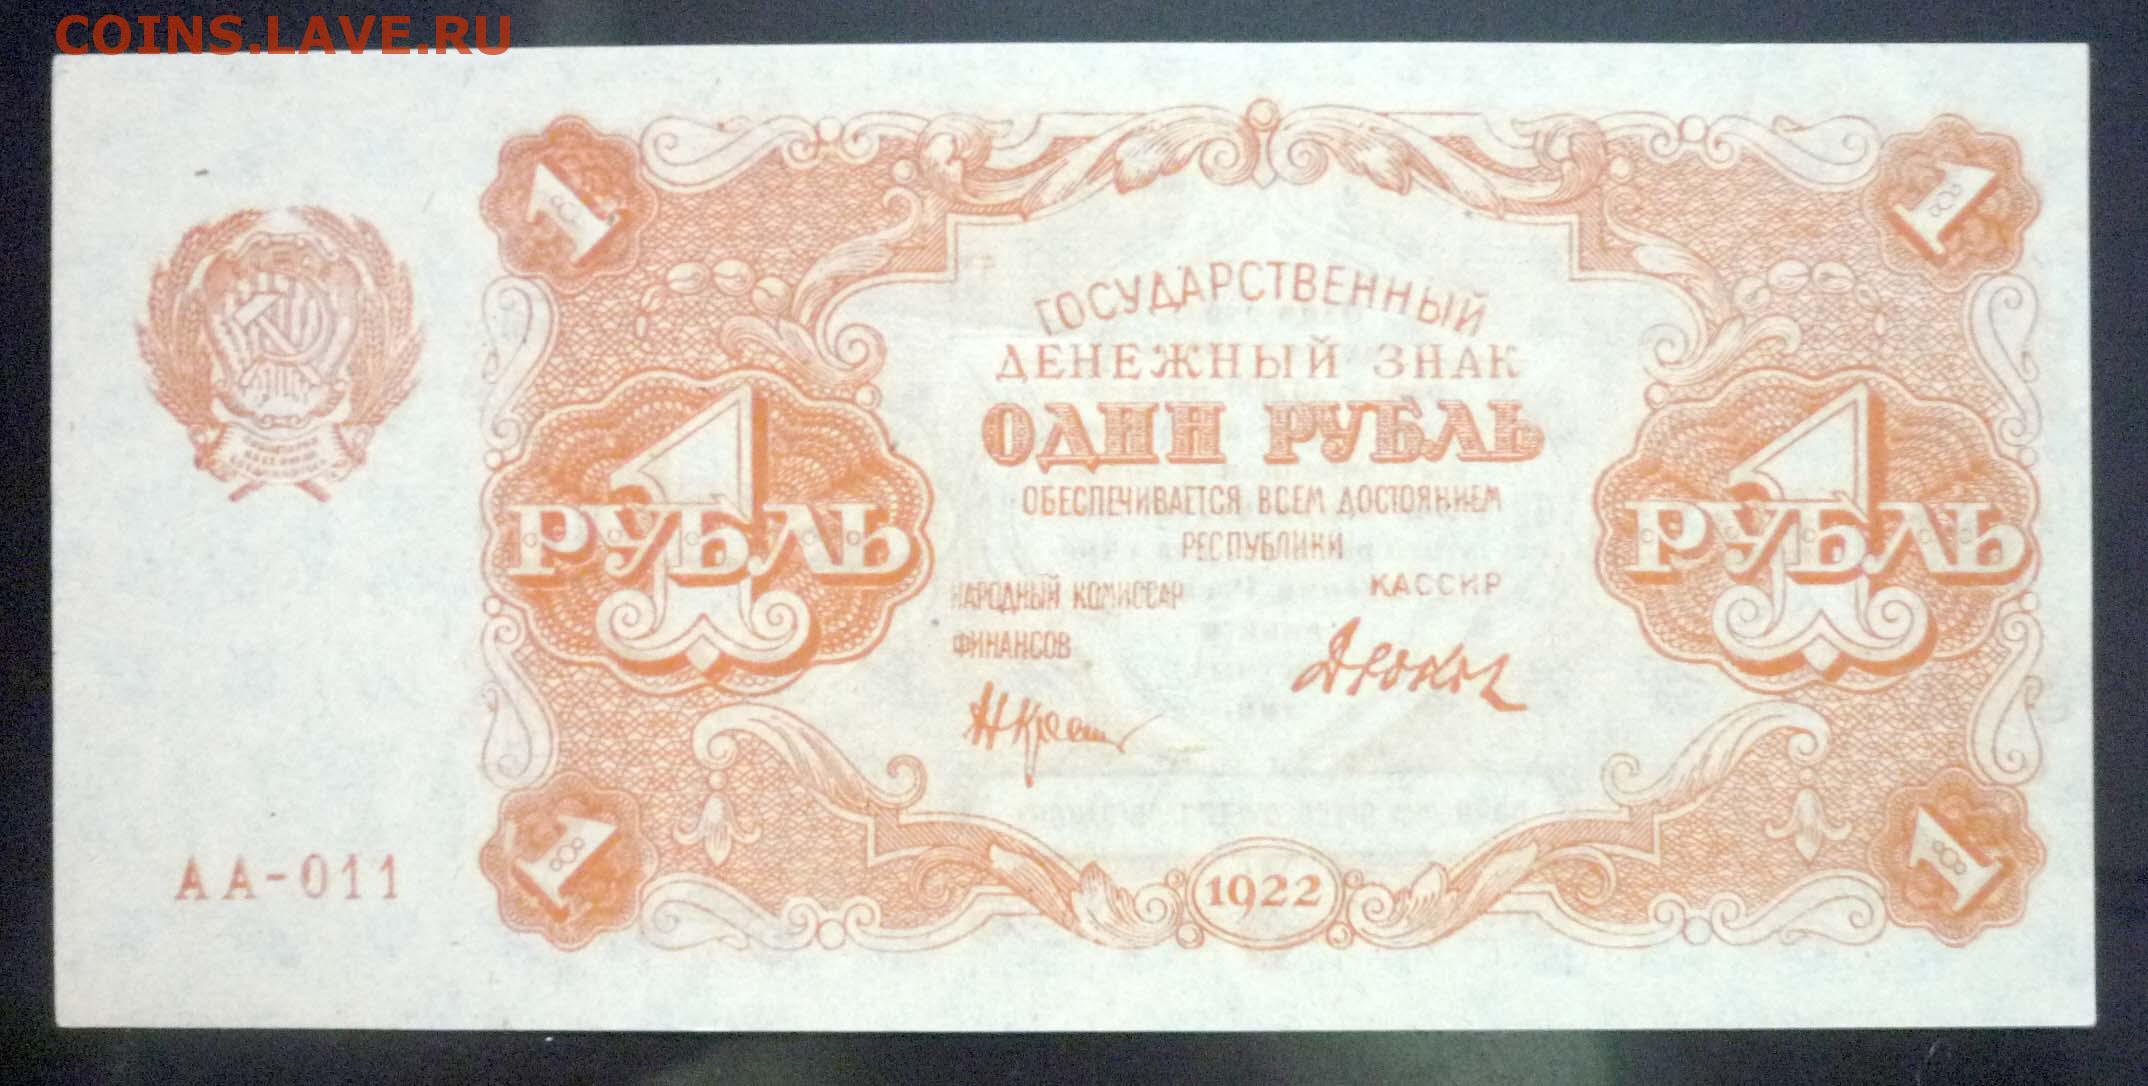 COINS.LAVE.RU
1
1
ГОСУДАРСТВЕННЫЙ
ДЕНЕЖНЫЙ ЗНАК
ОДИН РУБЛЬ
1
РУБЛЬ
1
РУБЛЬ
ОБЕСПЕЧИВАЕТСЯ ВСЕМ ДОСТОЯНИЕМ
РЕСПУБЛИКИ
НАРОДНЫЙ КОМИССАР
ФИНАНСОВ
КАССИР
1
1
АА-011
1922